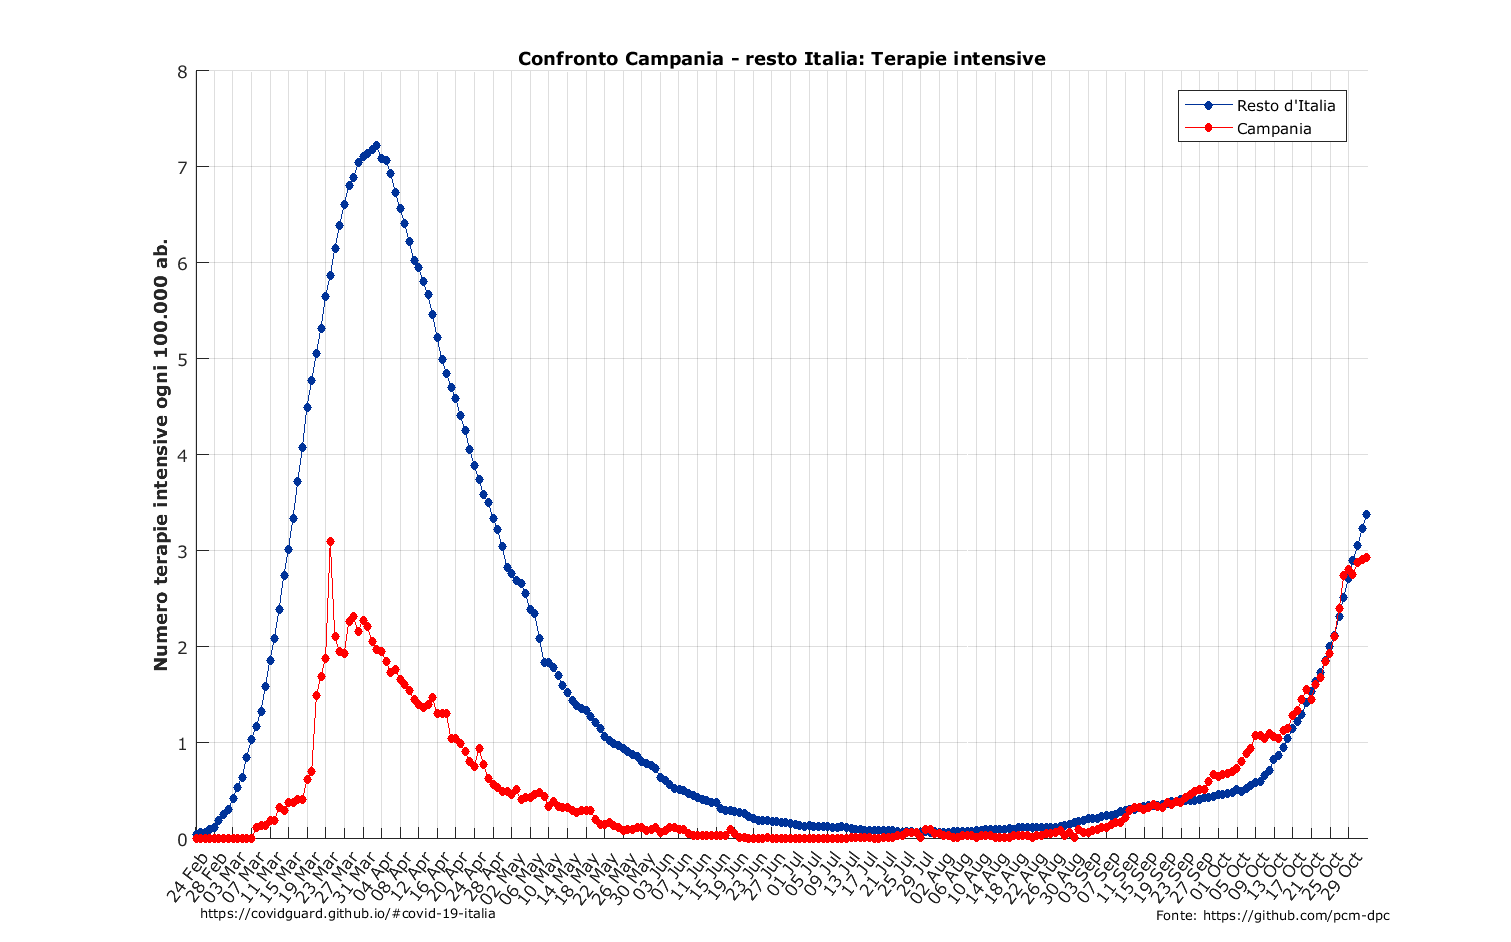 Confronto Campania - resto Italia: Terapie intensive
Numero terapie intensive ogni 100.000 ab.
8
7
6
5
4
3
2
1
0
Resto d'Italia
Campania
24 Feb
28 Feb
03 Mar
07 Mar
11 Mar
15 Mar
19 Mar
23 Mar
27 Mar
31 Mar
04 Apr
08 Apr
12 Apr
16 Apr
20 Apr
24 Apr
28 Apr
02 May
06 May
10 May
14 May
18 May
22 May
26 May
30 May
03 Jun
07 Jun
11 Jun
15 Jun
19 Jun
23 Jun
27 Jun
01 Jul
05 Jul
09 Jul
13 Jul
17 Jul
21 Jul
25 Jul
29 Jul
02 Aug
06 Aug
10 Aug
14 Aug
18 Aug
22 Aug
26 Aug
30 Aug
03 Sep
07 Sep
11 Sep
15 Sep
19 Sep
23 Sep
27 Sep
01 Oct
05 Oct
09 Oct
13 Oct
17 Oct
21 Oct
25 Oct
29 Oct
https://covidguard.github.io/#covid-19-italia
Fonte: https://github.com/pcm-dpc